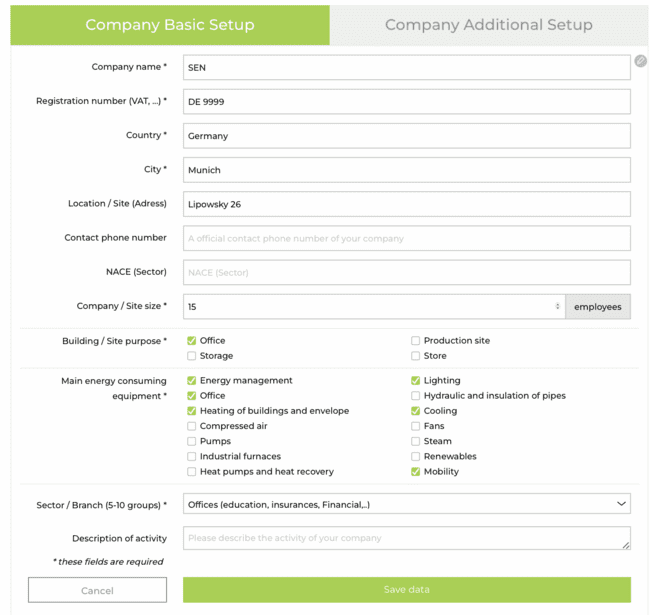 Company Basic Setup
Company Additional Setup
Company name * SEN
Registration number (VAT, ...) * DE 9999
Country * Germany
City * Munich
Location / Site (Adress) Lipowsky 26
Contact phone number A official contact phone number of your company
NACE (Sector) NACE (Sector)
Company / Site size * 15 employees
Building / Site purpose * Office Production site
Storage Store
Main energy consuming Energy management Lighting
equipment * Office Hydraulic and insulation of pipes
Heating of buildings and envelope Cooling
Compressed air Fans
Pumps Steam
Industrial furnaces Renewables
Heat pumps and heat recovery Mobility
Sector / Branch (5-10 groups) * Offices (education, insurances, Financial,..)
Description of activity Please describe the activity of your company
* these fields are required
Cancel Save data